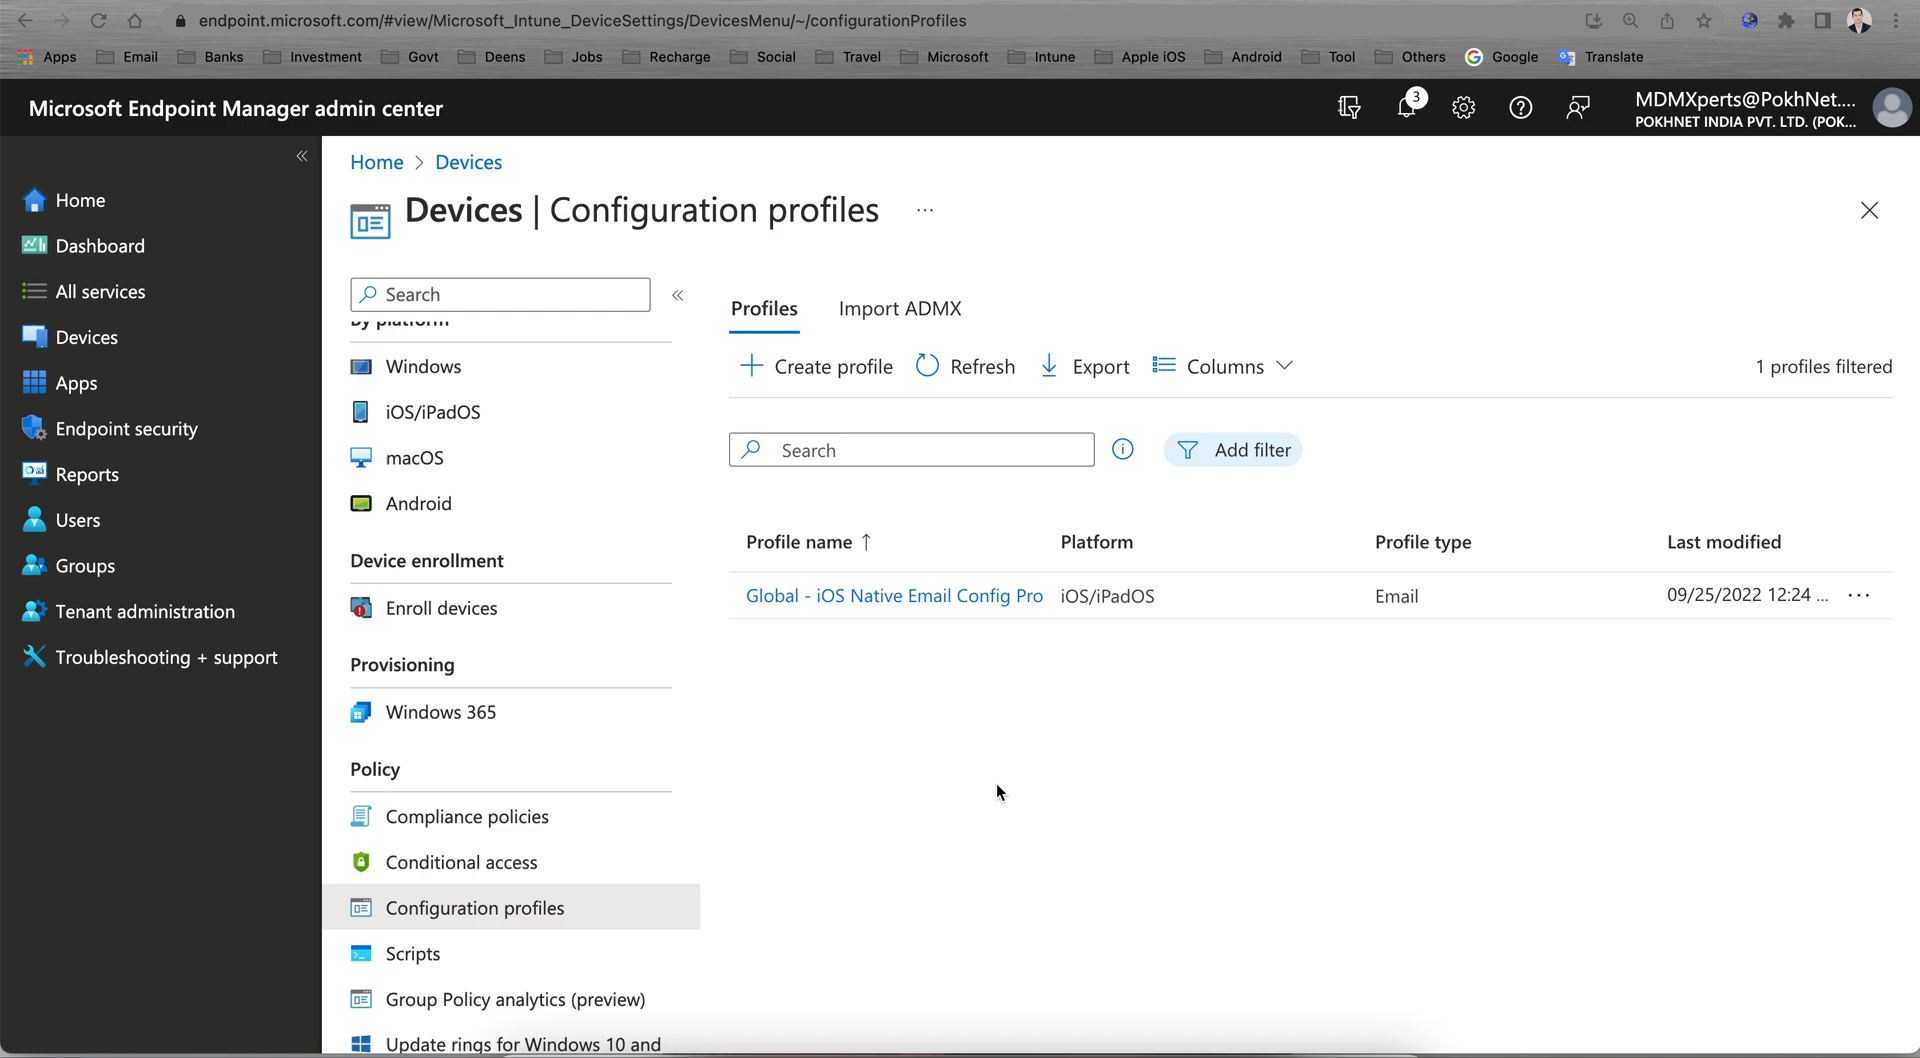 endpoint.microsoft.com/#view/Microsoft_Intune_DeviceSettings/DevicesMenu/~/configurationProfiles
Apps Email Banks Investment Govt Deens Jobs Recharge Social Travel Microsoft Intune Apple iOS Android Tool Others Google Translate
Microsoft Endpoint Manager admin center
3
MDMXperts@PokhNet....
POKHNET INDIA PVT. LTD. (POK...
Home
Dashboard
All services
Devices
Apps
Endpoint security
Reports
Users
Groups
Tenant administration
Troubleshooting + support
Home > Devices
Devices | Configuration profiles ...
Search
By platform
Windows
iOS/iPadOS
macOS
Android
Device enrollment
Enroll devices
Provisioning
Windows 365
Policy
Compliance policies
Conditional access
Configuration profiles
Scripts
Group Policy analytics (preview)
Update rings for Windows 10 and
Profiles Import ADMX
Create profile Refresh Export Columns 1 profiles filtered
Search Add filter
Profile name ↑ Platform Profile type Last modified
Global - iOS Native Email Config Pro iOS/iPadOS Email 09/25/2022 12:24 ... ...